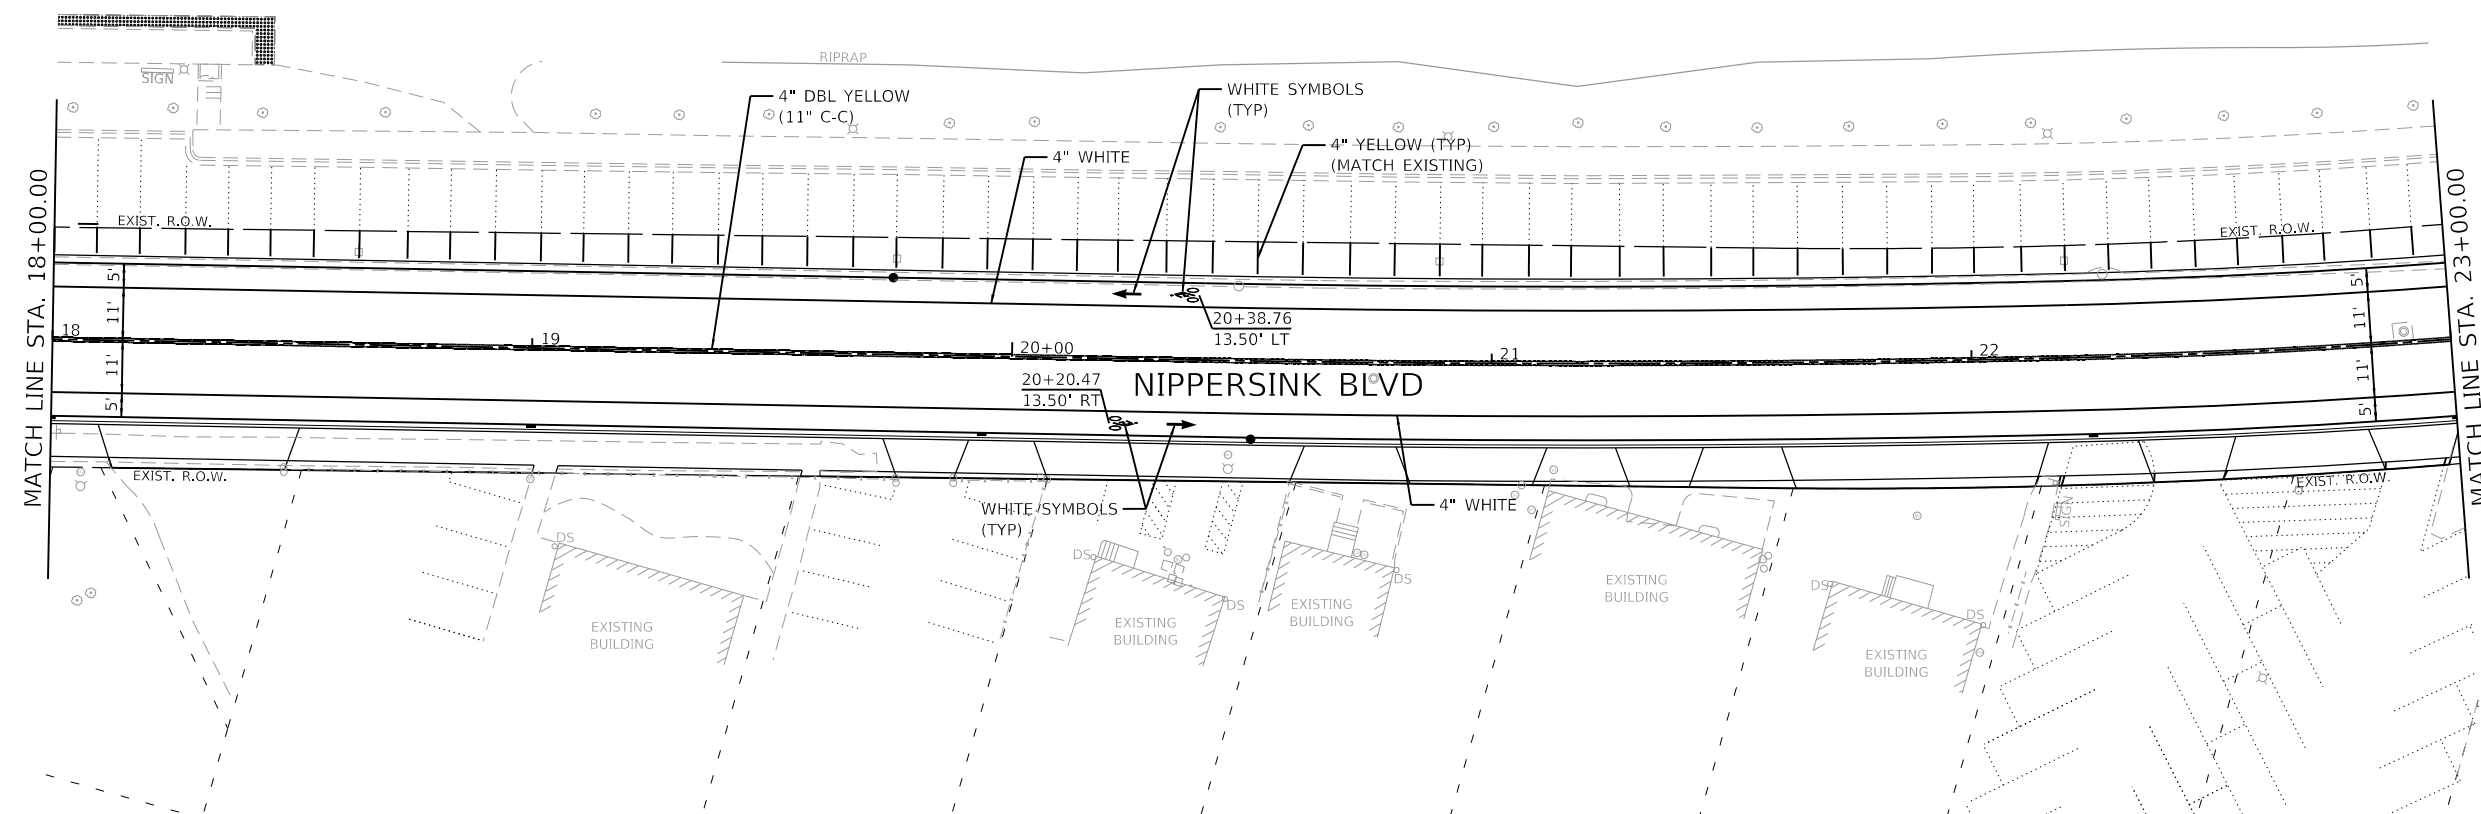 RIPRAP
SIGN
4" DBL YELLOW
(11" C-C)
WHITE SYMBOLS
(TYP)
4" WHITE
4" YELLOW (TYP)
(MATCH EXISTING)
EXIST. R.O.W.
EXIST. R.O.W.
MATCH LINE STA. 18+00.00
MATCH LINE STA. 23+00.00
5'
11'
11'
5'
5'
11'
11'
5'
18
19
20+00
21
22
20+38.76
13.50' LT
20+20.47
13.50' RT
NIPPERSINK BLVD
EXIST. R.O.W.
EXIST. R.O.W.
WHITE SYMBOLS
(TYP)
4" WHITE
SIGN
DS
DS
DS
DS
DS
DS
EXISTING
BUILDING
EXISTING
BUILDING
EXISTING
BUILDING
EXISTING
BUILDING
EXISTING
BUILDING